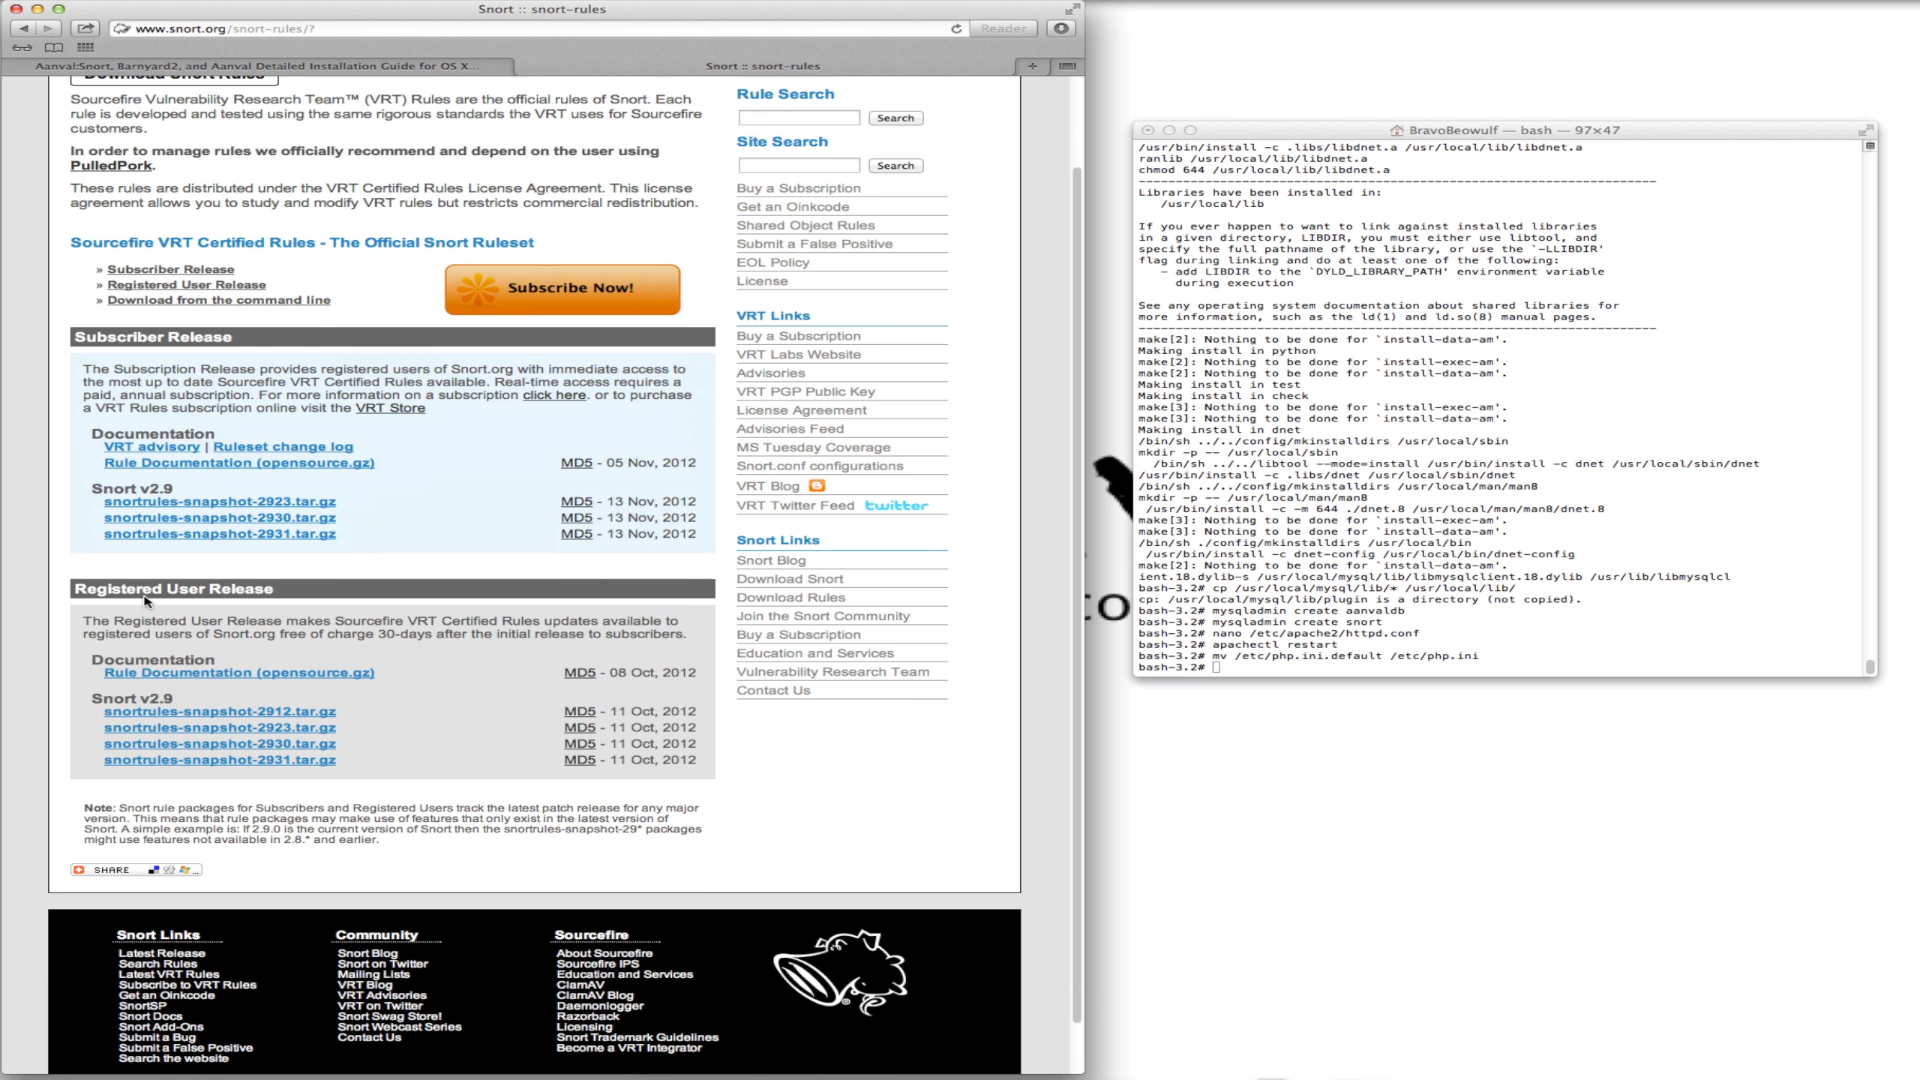 Snort :: snort-rules
www.snort.org/snort-rules/?
Reader
Aanval:Snort, Barnyard2, and Aanval Detailed Installation Guide for OS X...
Snort :: snort-rules
Download Snort Rules
Sourcefire Vulnerability Research Team™ (VRT) Rules are the official rules of Snort. Each
rule is developed and tested using the same rigorous standards the VRT uses for Sourcefire
customers.
In order to manage rules we officially recommend and depend on the user using
PulledPork.
These rules are distributed under the VRT Certified Rules License Agreement. This license
agreement allows you to study and modify VRT rules but restricts commercial redistribution.
Sourcefire VRT Certified Rules - The Official Snort Ruleset
» Subscriber Release
» Registered User Release
» Download from the command line
Subscribe Now!
Subscriber Release
The Subscription Release provides registered users of Snort.org with immediate access to
the most up to date Sourcefire VRT Certified Rules available. Real-time access requires a
paid, annual subscription. For more information on a subscription click here. or to purchase
a VRT Rules subscription online visit the VRT Store
Documentation
VRT advisory | Ruleset change log
Rule Documentation (opensource.gz) MD5 - 05 Nov, 2012
Snort v2.9
snortrules-snapshot-2923.tar.gz MD5 - 13 Nov, 2012
snortrules-snapshot-2930.tar.gz MD5 - 13 Nov, 2012
snortrules-snapshot-2931.tar.gz MD5 - 13 Nov, 2012
Registered User Release
The Registered User Release makes Sourcefire VRT Certified Rules updates available to
registered users of Snort.org free of charge 30-days after the initial release to subscribers.
Documentation
Rule Documentation (opensource.gz) MD5 - 08 Oct, 2012
Snort v2.9
snortrules-snapshot-2912.tar.gz MD5 - 11 Oct, 2012
snortrules-snapshot-2923.tar.gz MD5 - 11 Oct, 2012
snortrules-snapshot-2930.tar.gz MD5 - 11 Oct, 2012
snortrules-snapshot-2931.tar.gz MD5 - 11 Oct, 2012
Note: Snort rule packages for Subscribers and Registered Users track the latest patch release for any major
version. This means that rule packages may make use of features that only exist in the latest version of
Snort. A simple example is: If 2.9.0 is the current version of Snort then the snortrules-snapshot-29* packages
might use features not available in 2.8.* and earlier.
SHARE ...
Rule Search
Search
Site Search
Search
Buy a Subscription
Get an Oinkcode
Shared Object Rules
Submit a False Positive
EOL Policy
License
VRT Links
Buy a Subscription
VRT Labs Website
Advisories
VRT PGP Public Key
License Agreement
Advisories Feed
MS Tuesday Coverage
Snort.conf configurations
VRT Blog
VRT Twitter Feed twitter
Snort Links
Snort Blog
Download Snort
Download Rules
Join the Snort Community
Buy a Subscription
Education and Services
Vulnerability Research Team
Contact Us
Snort Links
Latest Release
Search Rules
Latest VRT Rules
Subscribe to VRT Rules
Get an Oinkcode
SnortSP
Snort Docs
Snort Add-Ons
Submit a Bug
Submit a False Positive
Search the website
Community
Snort Blog
Snort on Twitter
Mailing Lists
VRT Blog
VRT Advisories
VRT on Twitter
Snort Swag Store!
Snort Webcast Series
Contact Us
Sourcefire
About Sourcefire
Sourcefire IPS
Education and Services
ClamAV
ClamAV Blog
Daemonlogger
Razorback
Licensing
Snort Trademark Guidelines
Become a VRT Integrator
®
co
BravoBeowulf — bash — 97×47
/usr/bin/install -c .libs/libdnet.a /usr/local/lib/libdnet.a
ranlib /usr/local/lib/libdnet.a
chmod 644 /usr/local/lib/libdnet.a
----------------------------------------------------------------------
Libraries have been installed in:
/usr/local/lib
If you ever happen to want to link against installed libraries
in a given directory, LIBDIR, you must either use libtool, and
specify the full pathname of the library, or use the `-LLIBDIR'
flag during linking and do at least one of the following:
- add LIBDIR to the `DYLD_LIBRARY_PATH' environment variable
during execution
See any operating system documentation about shared libraries for
more information, such as the ld(1) and ld.so(8) manual pages.
----------------------------------------------------------------------
make[2]: Nothing to be done for `install-data-am'.
Making install in python
make[2]: Nothing to be done for `install-exec-am'.
make[2]: Nothing to be done for `install-data-am'.
Making install in test
Making install in check
make[3]: Nothing to be done for `install-exec-am'.
make[3]: Nothing to be done for `install-data-am'.
Making install in dnet
/bin/sh ../../config/mkinstalldirs /usr/local/sbin
mkdir -p -- /usr/local/sbin
/bin/sh ../../libtool --mode=install /usr/bin/install -c dnet /usr/local/sbin/dnet
/usr/bin/install -c .libs/dnet /usr/local/sbin/dnet
/bin/sh ../../config/mkinstalldirs /usr/local/man/man8
mkdir -p -- /usr/local/man/man8
/usr/bin/install -c -m 644 ./dnet.8 /usr/local/man/man8/dnet.8
make[3]: Nothing to be done for `install-exec-am'.
make[3]: Nothing to be done for `install-data-am'.
/bin/sh ./config/mkinstalldirs /usr/local/bin
/usr/bin/install -c dnet-config /usr/local/bin/dnet-config
make[2]: Nothing to be done for `install-data-am'.
ient.18.dylib-s /usr/local/mysql/lib/libmysqlclient.18.dylib /usr/lib/libmysqlcl
bash-3.2# cp /usr/local/mysql/lib/* /usr/local/lib/
cp: /usr/local/mysql/lib/plugin is a directory (not copied).
bash-3.2# mysqladmin create aanvaldb
bash-3.2# mysqladmin create snort
bash-3.2# nano /etc/apache2/httpd.conf
bash-3.2# apachectl restart
bash-3.2# mv /etc/php.ini.default /etc/php.ini
bash-3.2#